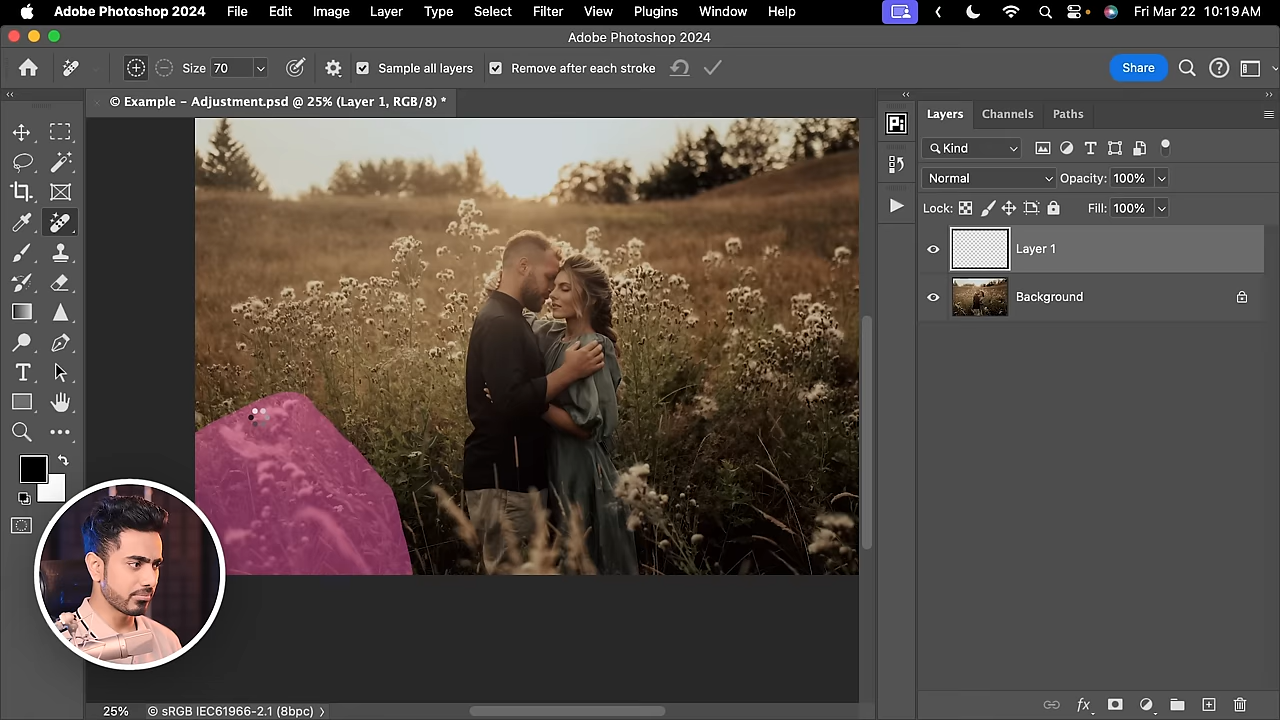 Adobe Photoshop 2024 File Edit Image Layer Type Select Filter View Plugins Window Help Fri Mar 22 10:19 AM
Adobe Photoshop 2024
Size 70 Sample all layers Remove after each stroke Share
© Example – Adjustment.psd @ 25% (Layer 1, RGB/8) *
Layers Channels Paths
Kind
Normal Opacity: 100%
Lock: Fill: 100%
Layer 1
Background
25% © sRGB IEC61966-2.1 (8bpc)